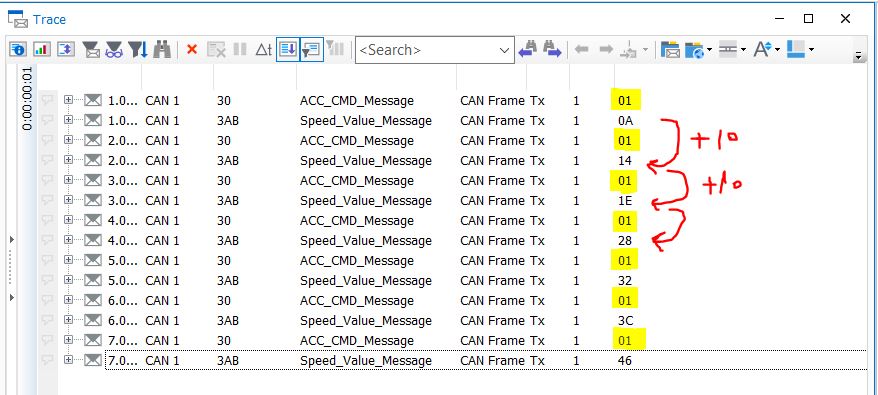 Trace
Δt
<Search>
0:00:00:01
1.0... CAN 1 30 ACC_CMD_Message CAN Frame Tx 1 01
1.0... CAN 1 3AB Speed_Value_Message CAN Frame Tx 1 0A
+10
2.0... CAN 1 30 ACC_CMD_Message CAN Frame Tx 1 01
2.0... CAN 1 3AB Speed_Value_Message CAN Frame Tx 1 14
3.0... CAN 1 30 ACC_CMD_Message CAN Frame Tx 1 01
+10
3.0... CAN 1 3AB Speed_Value_Message CAN Frame Tx 1 1E
4.0... CAN 1 30 ACC_CMD_Message CAN Frame Tx 1 01
4.0... CAN 1 3AB Speed_Value_Message CAN Frame Tx 1 28
5.0... CAN 1 30 ACC_CMD_Message CAN Frame Tx 1 01
5.0... CAN 1 3AB Speed_Value_Message CAN Frame Tx 1 32
6.0... CAN 1 30 ACC_CMD_Message CAN Frame Tx 1 01
6.0... CAN 1 3AB Speed_Value_Message CAN Frame Tx 1 3C
7.0... CAN 1 30 ACC_CMD_Message CAN Frame Tx 1 01
7.0... CAN 1 3AB Speed_Value_Message CAN Frame Tx 1 46